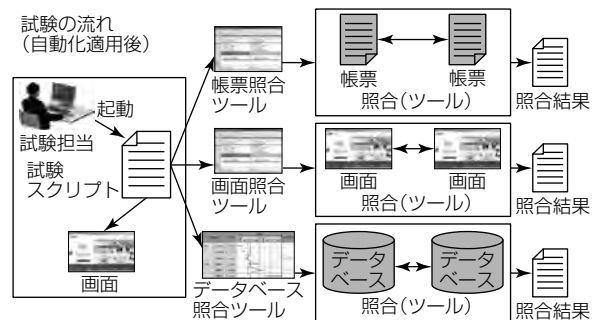 試験の流れ
（自動化適用後）
起動
試験担当
試験
スクリプト
画面
帳票照合
ツール
帳票
帳票
照合（ツール）
照合結果
画面照合
ツール
画面
画面
照合（ツール）
照合結果
データベース
照合ツール
データ
ベース
データ
ベース
照合（ツール）
照合結果